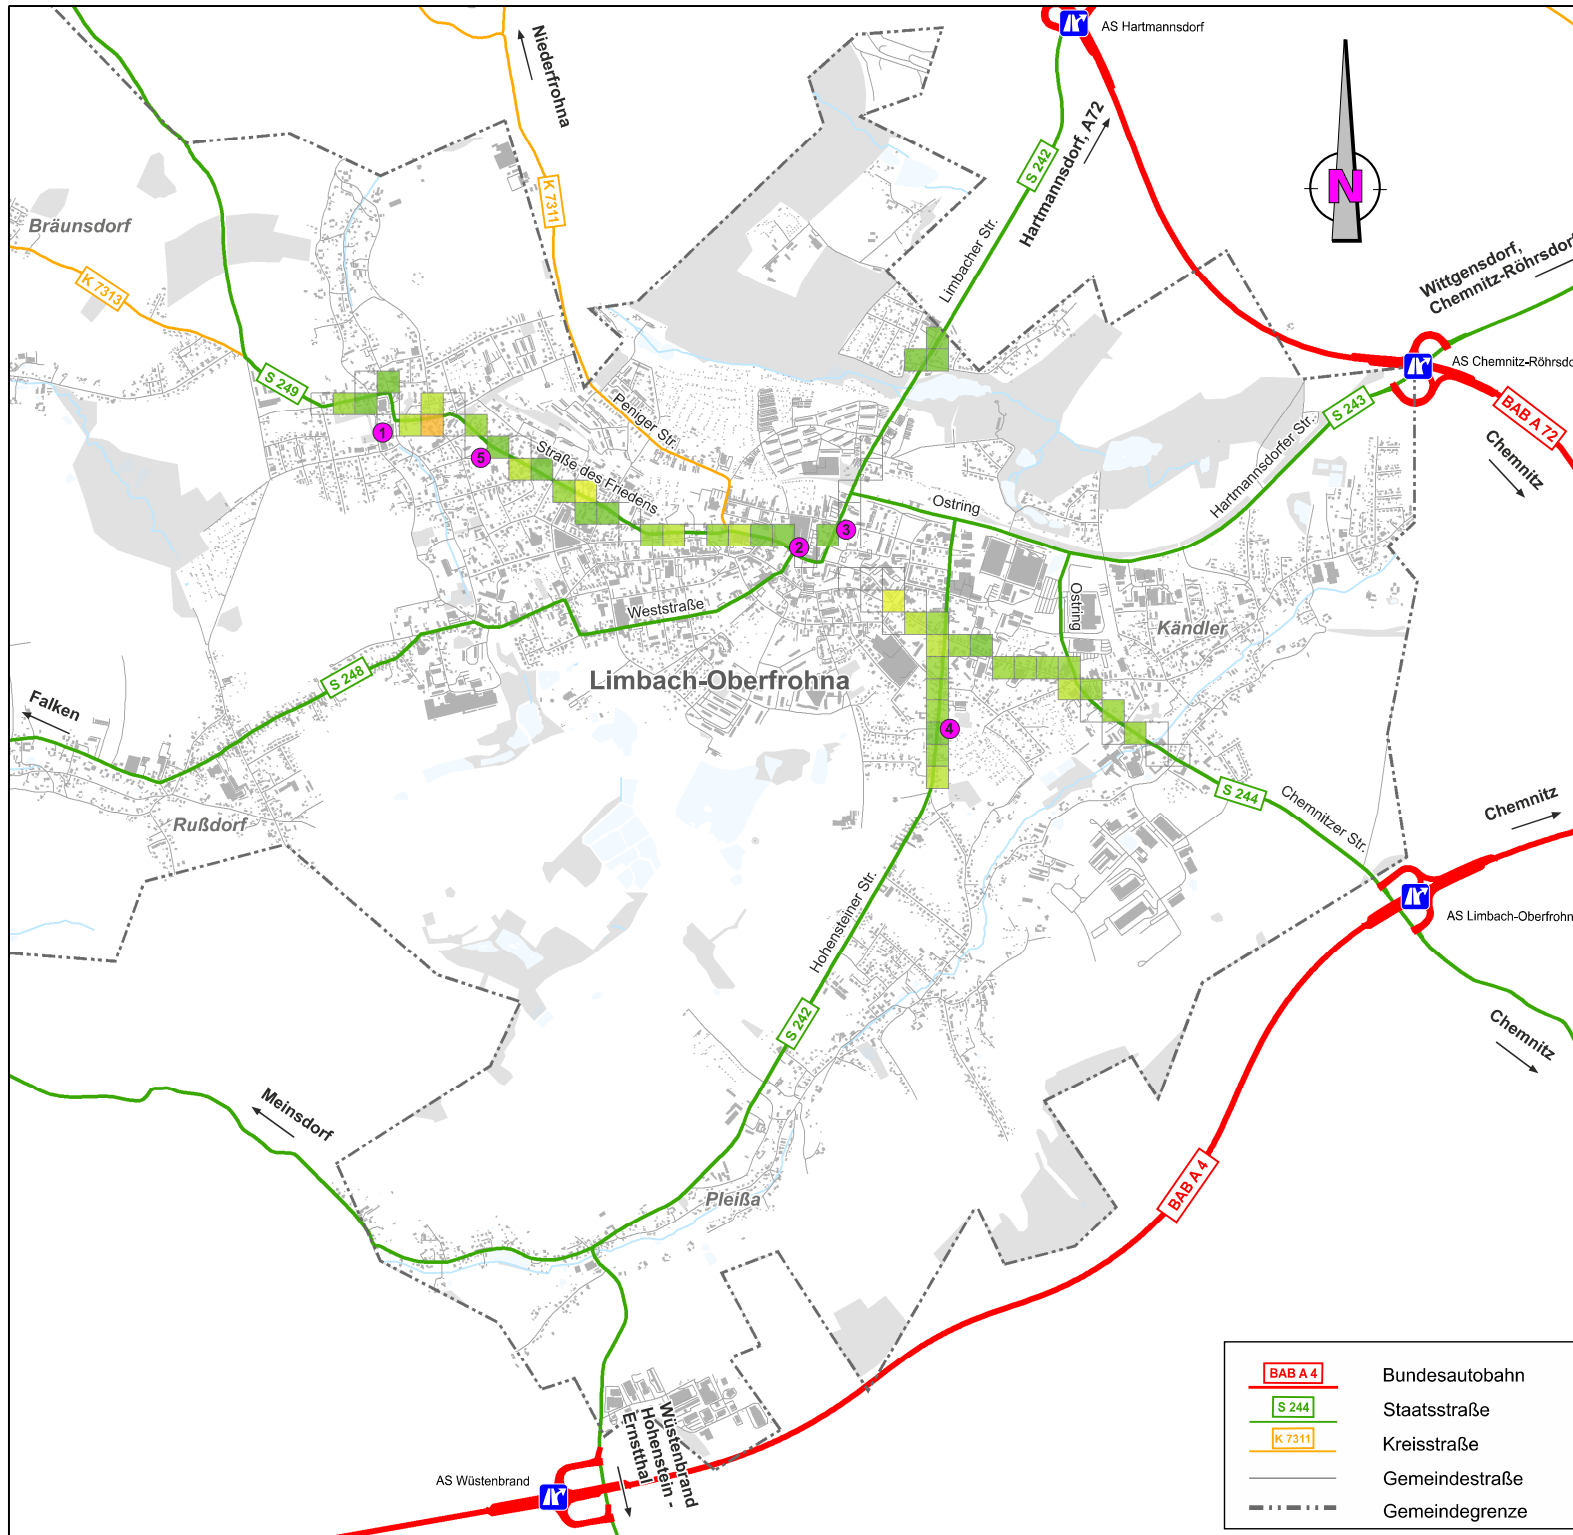 AS Hartmannsdorf
Niederfrohna
Hartmannsdorf, A72
S 242
K 7311
N
Bräunsdorf
Limbacher Str.
Wittgensdorf,
Chemnitz-Röhrsdorf
K 7313
AS Chemnitz-Röhrsdo
S 249
S 243
BAB A 72
Peniger Str.
Chemnitz
1
5
Straße des Friedens
Hartmannsdorfer Str.
Ostring
3
2
Weststraße
Ostring
Kändler
S 248
Limbach-Oberfrohna
Falken
4
S 244
Chemnitzer Str.
Chemnitz
Rußdorf
Hohensteiner Str.
AS Limbach-Oberfrohn
S 242
Chemnitz
Meinsdorf
BAB A 4
Pleißa
Wüstenbrand
Hohenstein -
Ernstthal
AS Wüstenbrand
BAB A 4 Bundesautobahn
S 244 Staatsstraße
K 7311 Kreisstraße
Gemeindestraße
Gemeindegrenze